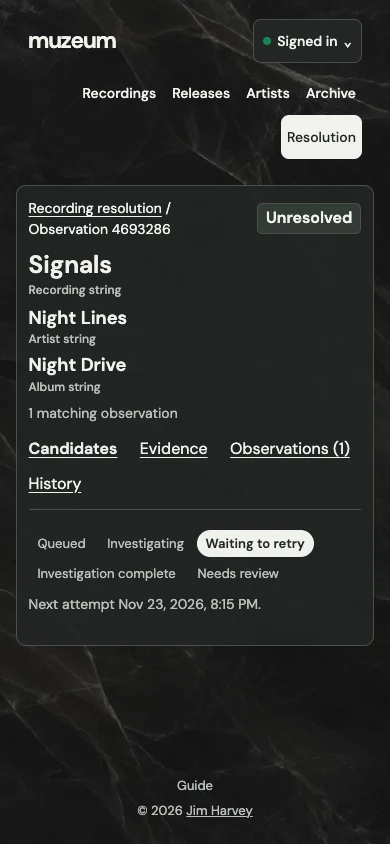 muzeum
Signed in
Recordings Releases Artists Archive
Resolution
Recording resolution /
Observation 4693286
Unresolved
Signals
Recording string
Night Lines
Artist string
Night Drive
Album string
1 matching observation
Candidates Evidence Observations (1)
History
Queued Investigating Waiting to retry
Investigation complete Needs review
Next attempt Nov 23, 2026, 8:15 PM.
Guide
© 2026 Jim Harvey